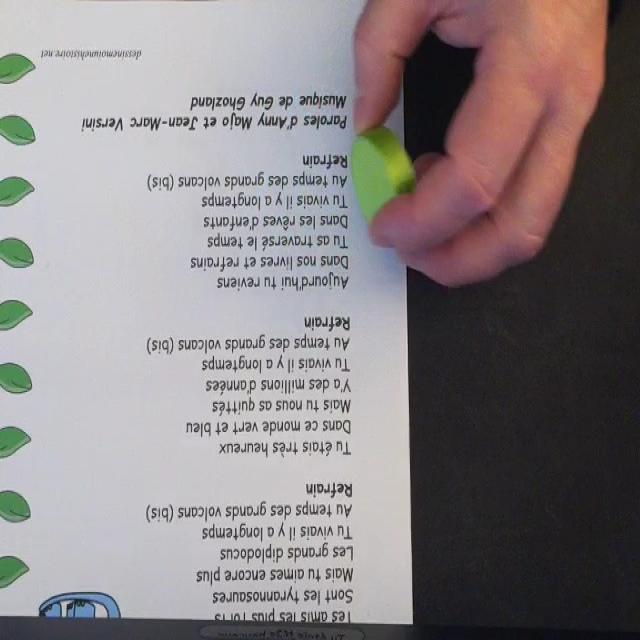 Tes amis les plus forts
Sont les tyrannosaures
Mais tu aimes encore plus
Les grands diplodocus
Tu vivais il y a longtemps
Au temps des grands volcans (bis)
Refrain
Tu étais très heureux
Dans ce monde vert et bleu
Mais tu nous as quittés
Y'a des millions d'années
Tu vivais il y a longtemps
Au temps des grands volcans (bis)
Refrain
Aujourd'hui tu reviens
Dans nos livres et refrains
Tu as traversé le temps
Dans les rêves d'enfants
Tu vivais il y a longtemps
Au temps des grands volcans (bis)
Refrain
Paroles d'Anny Majo et Jean-Marc Versini
Musique de Guy Ghozland
dessinemoiunehistoire.net